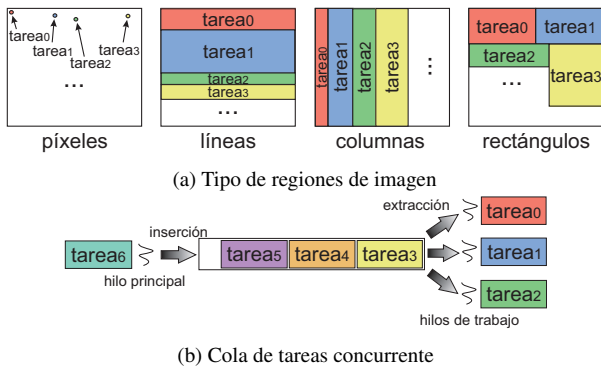 tarea0
tarea1
tarea2
tarea3
...
píxeles
tarea0
tarea1
tarea2
tarea3
...
líneas
tarea0
tarea1
tarea2
tarea3
...
columnas
tarea0
tarea1
tarea2
tarea3
...
rectángulos
(a) Tipo de regiones de imagen
tarea6
hilo principal
inserción
tarea5
tarea4
tarea3
extracción
tarea0
tarea1
tarea2
hilos de trabajo
(b) Cola de tareas concurrente